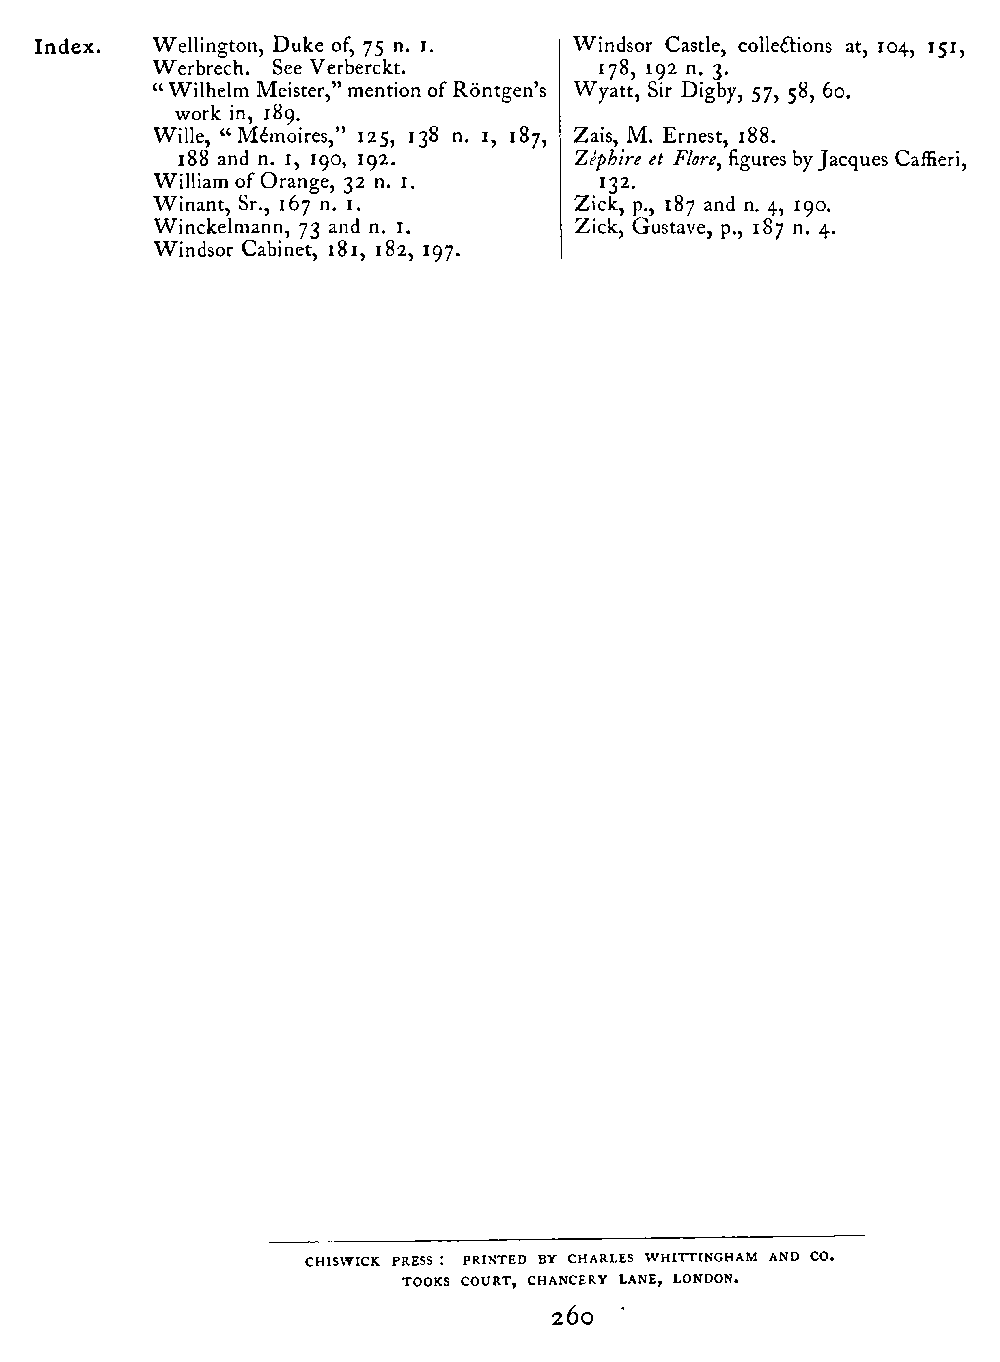 Index.
Wellington, Duke of, 75 n. 1.
Werbrech. See Verberckt.
"Wilhelm Meister," mention of Röntgen's
work in, 189.
Wille, "Mémoires," 125, 138 n. 1, 187,
188 and n. 1, 190, 192.
William of Orange, 32 n. 1.
Winant, Sr., 167 n. 1.
Winckelmann, 73 and n. 1.
Windsor Cabinet, 181, 182, 197.
Windsor Castle, collections at, 104, 151,
178, 192 n. 3.
Wyatt, Sir Digby, 57, 58, 60.
Zais, M. Ernest, 188.
Zéphire et Flore, figures by Jacques Caffieri,
132.
Zick, p., 187 and n. 4, 190.
Zick, Gustave, p., 187 n. 4.
CHISWICK PRESS: PRINTED BY CHARLES WHITTINGHAM AND CO.
TOOKS COURT, CHANCERY LANE, LONDON.
260